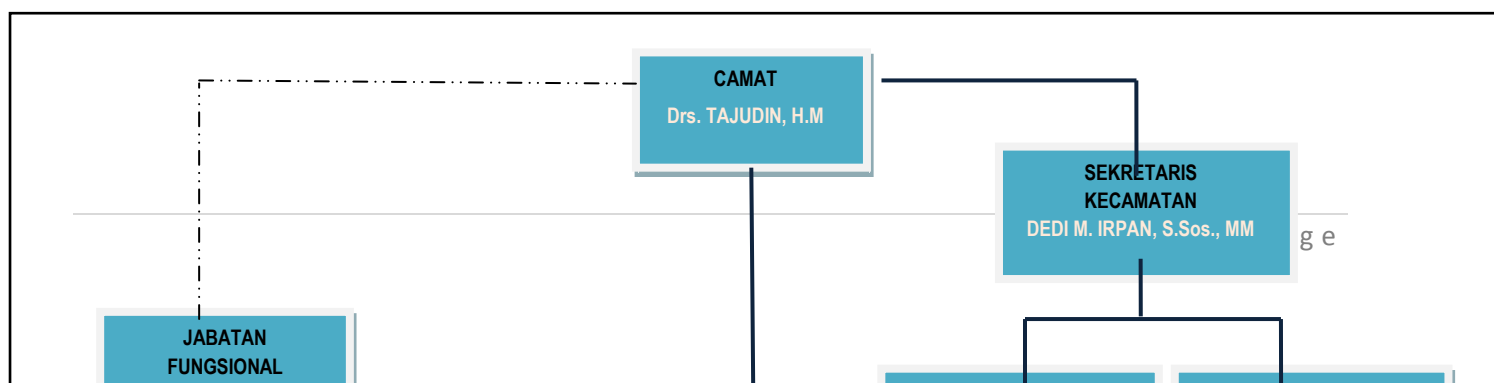 CAMAT
Drs. TAJUDIN, H.M
SEKRETARIS
KECAMATAN
DEDI M. IRPAN, S.Sos., MM
g e
JABATAN
FUNGSIONAL